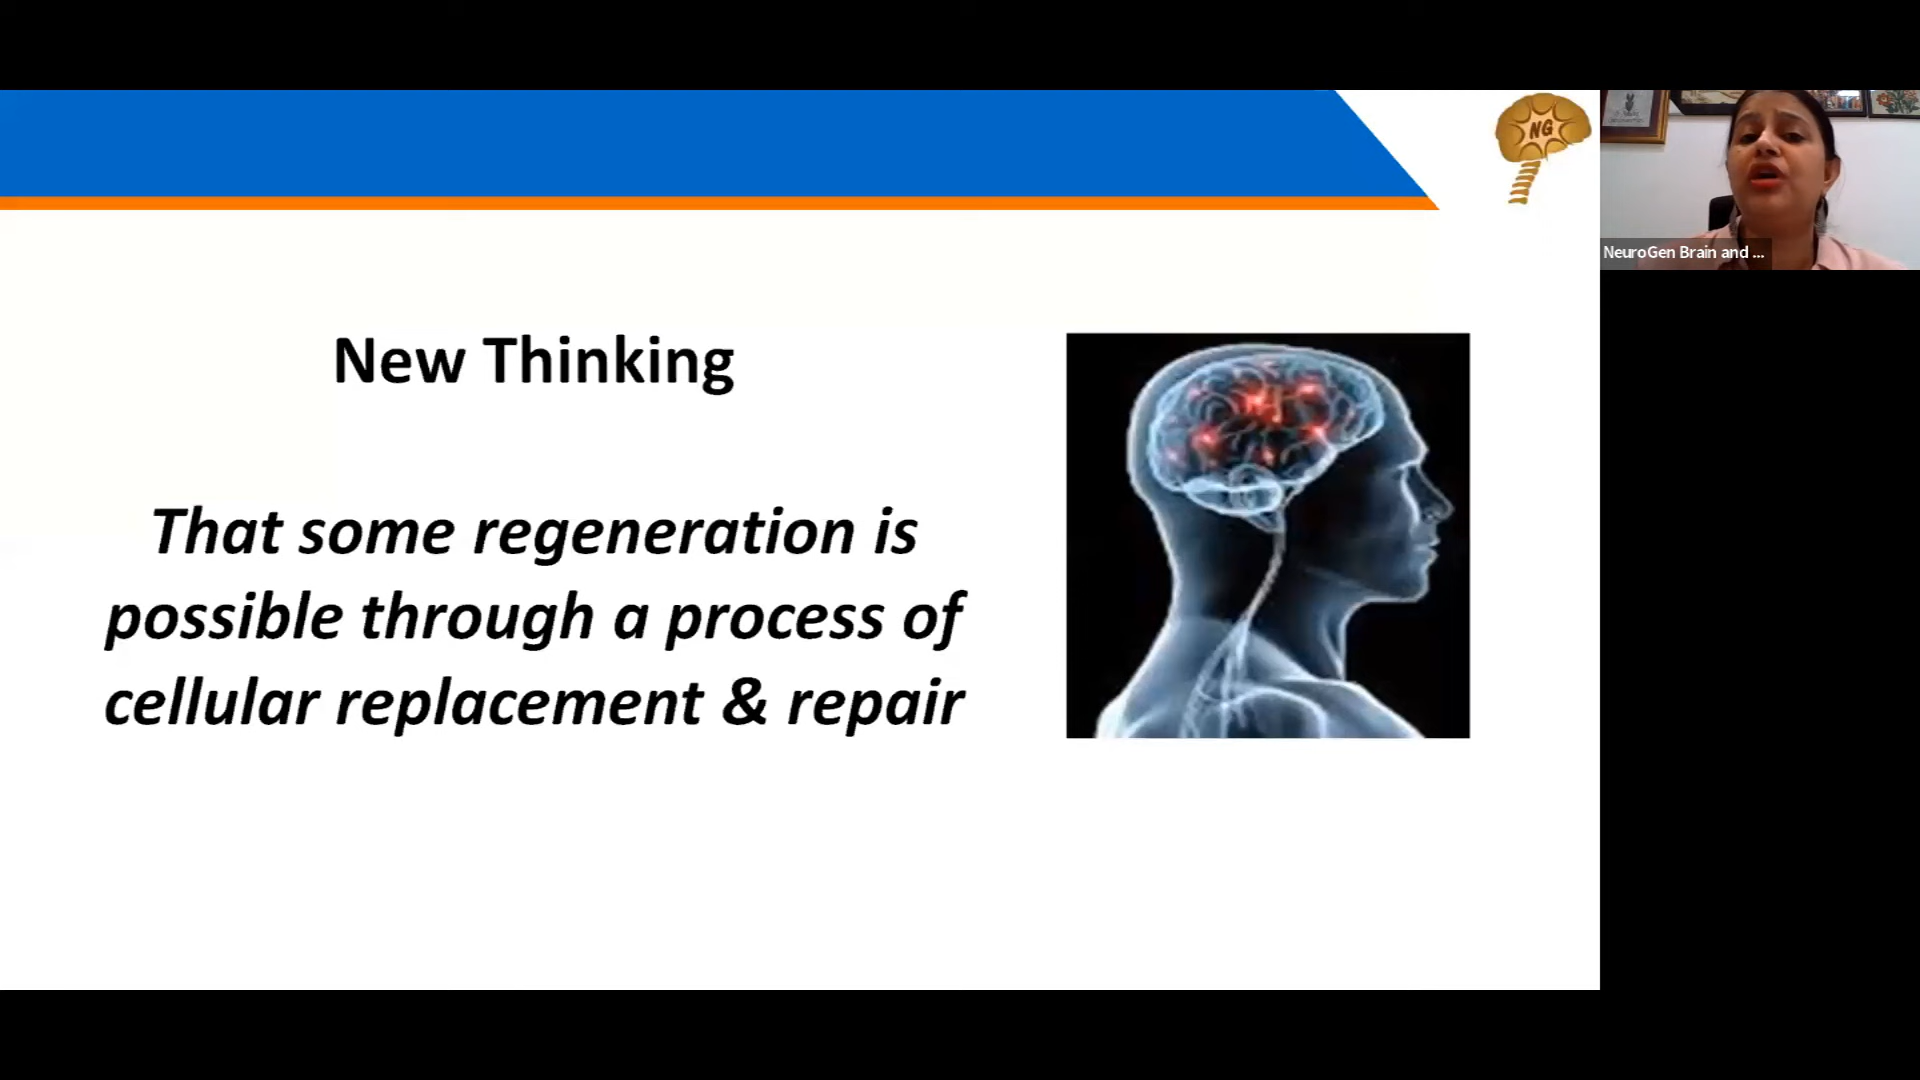 NG
NeuroGen Brain and ...
New Thinking
That some regeneration is
possible through a process of
cellular replacement & repair